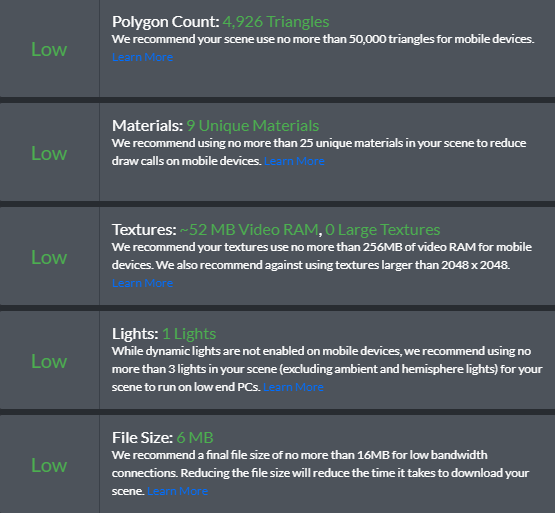 Low
Polygon Count: 4,926 Triangles
We recommend your scene use no more than 50,000 triangles for mobile devices.
Learn More
Low
Materials: 9 Unique Materials
We recommend using no more than 25 unique materials in your scene to reduce
draw calls on mobile devices. Learn More
Low
Textures: ~52 MB Video RAM, 0 Large Textures
We recommend your textures use no more than 256MB of video RAM for mobile
devices. We also recommend against using textures larger than 2048 x 2048.
Learn More
Low
Lights: 1 Lights
While dynamic lights are not enabled on mobile devices, we recommend using no
more than 3 lights in your scene (excluding ambient and hemisphere lights) for your
scene to run on low end PCs. Learn More
Low
File Size: 6 MB
We recommend a final file size of no more than 16MB for low bandwidth
connections. Reducing the file size will reduce the time it takes to download your
scene. Learn More